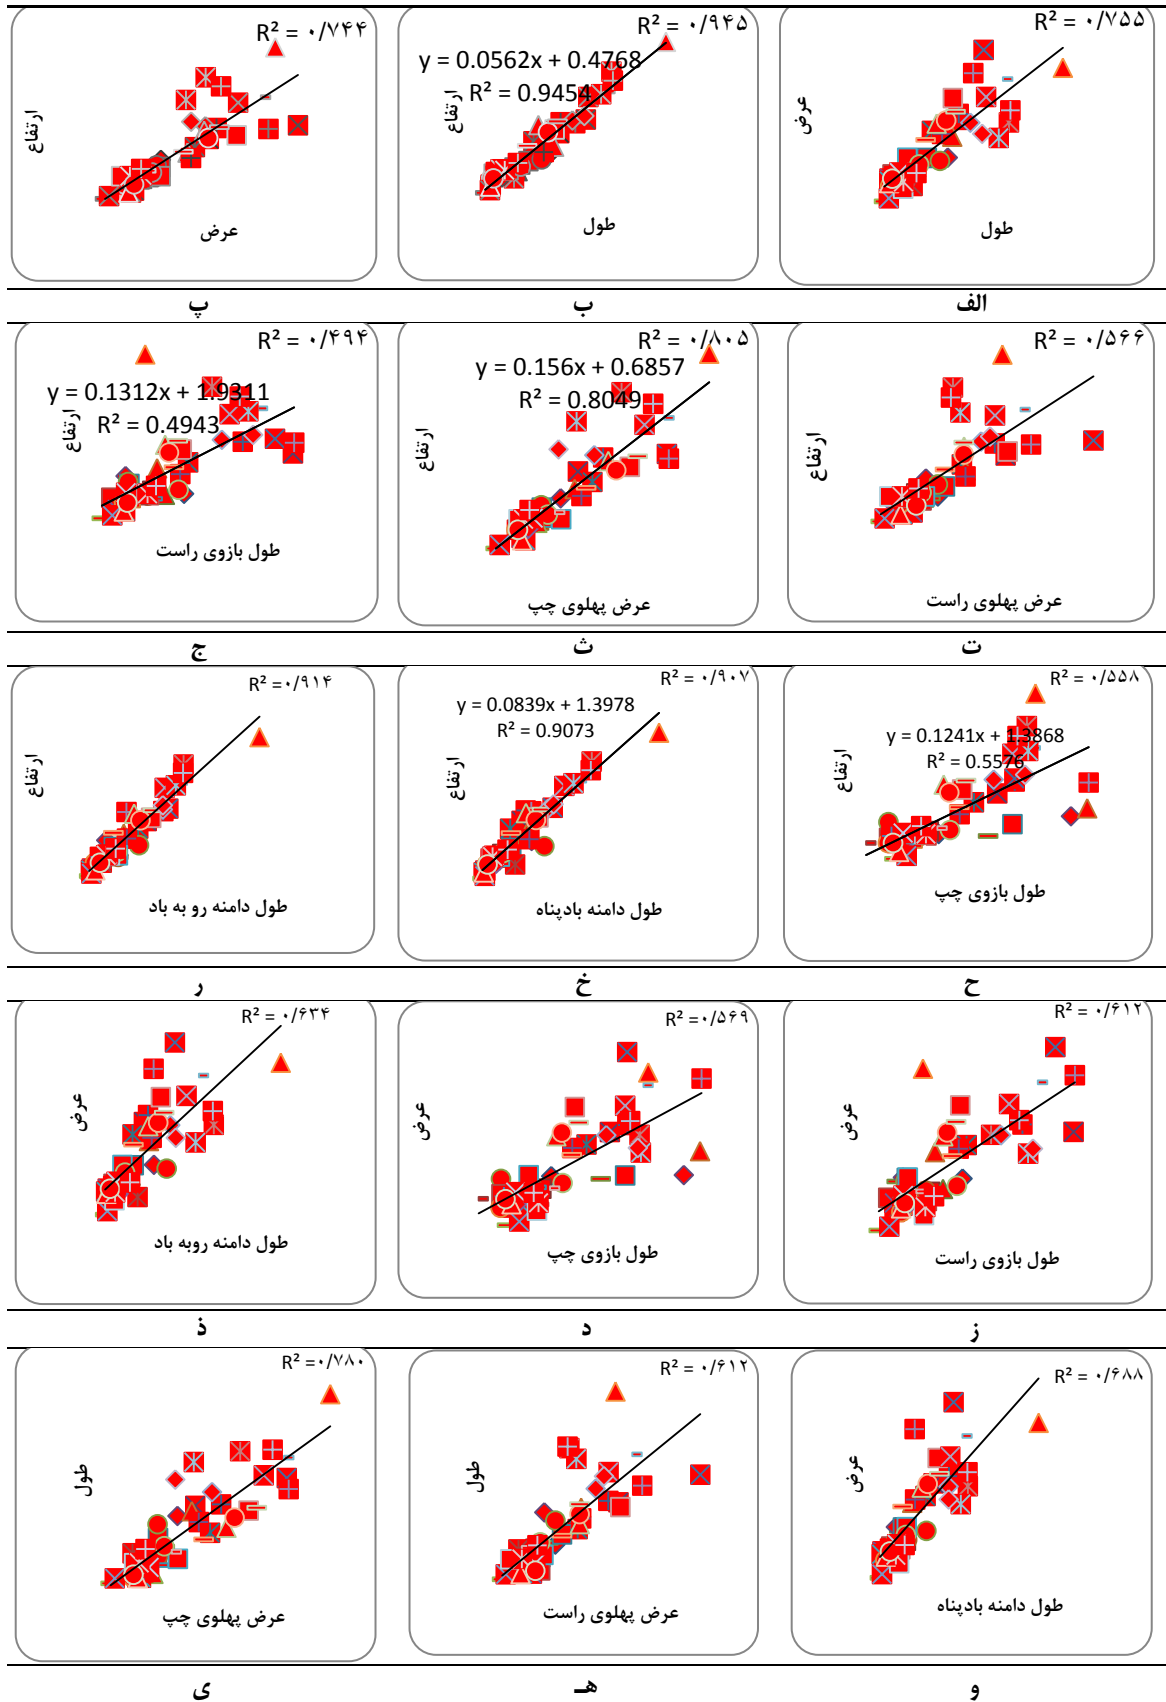 R² = ۰/۷۵۵
عرض
طول
R² = ۰/۹۴۵
y = 0.0562x + 0.4768
R² = 0.9454
ارتفاع
طول
R² = ۰/۷۴۴
ارتفاع
عرض
الف
ب
پ
R² = ۰/۵۶۶
ارتفاع
عرض پهلوی راست
R² = ۰/۸۰۵
y = 0.156x + 0.6857
R² = 0.8049
ارتفاع
عرض پهلوی چپ
R² = ۰/۴۹۴
y = 0.1312x + 1.9311
R² = 0.4943
ارتفاع
طول بازوی راست
ت
ث
ج
R² = ۰/۵۵۸
y = 0.1241x + 1.3868
R² = 0.5576
ارتفاع
طول بازوی چپ
R² = ۰/۹۰۷
y = 0.0839x + 1.3978
R² = 0.9073
ارتفاع
طول دامنه بادپناه
R² =۰/۹۱۴
ارتفاع
طول دامنه رو به باد
ح
خ
ر
R² = ۰/۶۱۲
عرض
طول بازوی راست
R² =۰/۵۶۹
عرض
طول بازوی چپ
R² = ۰/۶۳۴
عرض
طول دامنه روبه باد
ز
د
ذ
R² = ۰/۶۸۸
عرض
طول دامنه بادپناه
R² = ۰/۶۱۲
طول
عرض پهلوی راست
R² =۰/۷۸۰
طول
عرض پهلوی چپ
و
هـ
ی